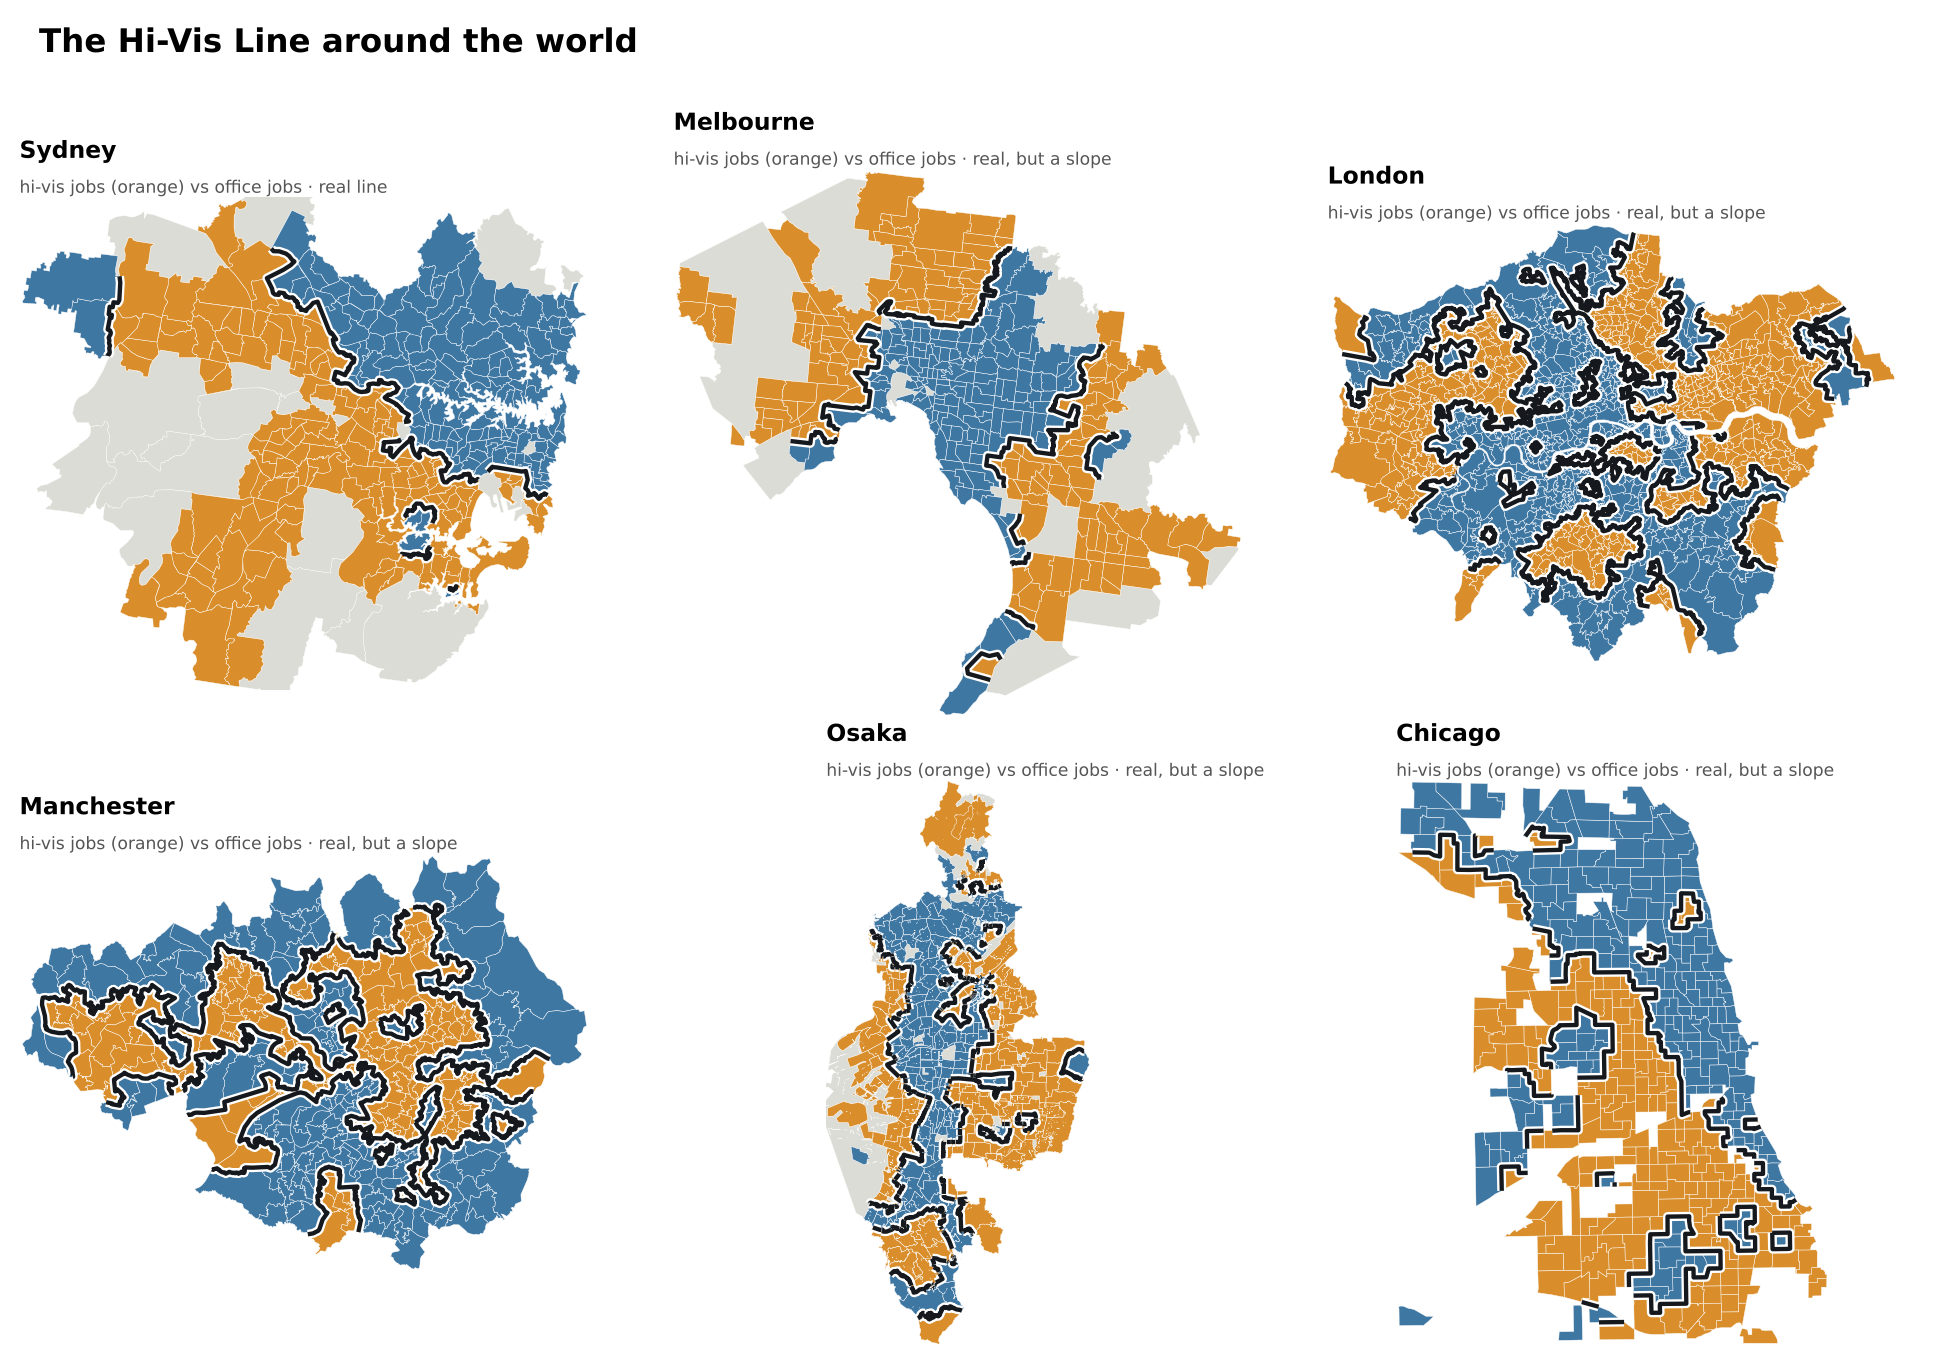 The Hi-Vis Line around the world
Sydney
hi-vis jobs (orange) vs office jobs · real line
Melbourne
hi-vis jobs (orange) vs office jobs · real, but a slope
London
hi-vis jobs (orange) vs office jobs · real, but a slope
Manchester
hi-vis jobs (orange) vs office jobs · real, but a slope
Osaka
hi-vis jobs (orange) vs office jobs · real, but a slope
Chicago
hi-vis jobs (orange) vs office jobs · real, but a slope